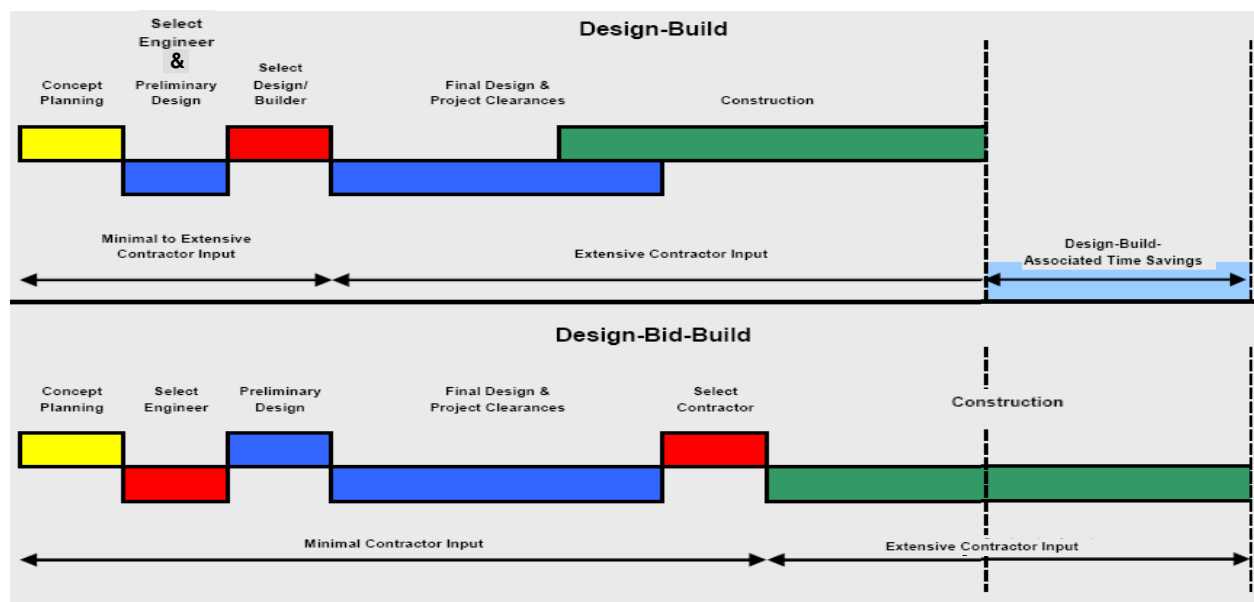 Design-Build
Select
Engineer
&
Preliminary
Design
Concept
Planning
Select
Design/
Builder
Final Design &
Project Clearances
Construction
Minimal to Extensive
Contractor Input
Extensive Contractor Input
Design-Build-
Associated Time Savings
Design-Bid-Build
Concept
Planning
Select
Engineer
Preliminary
Design
Final Design &
Project Clearances
Select
Contractor
Construction
Minimal Contractor Input
Extensive Contractor Input